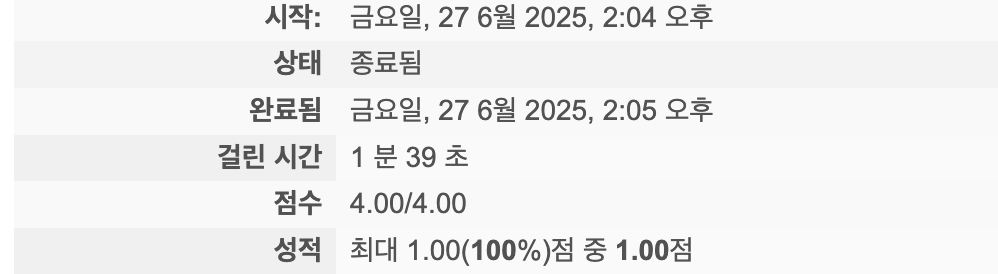 시작: 금요일, 27 6월 2025, 2:04 오후
상태 종료됨
완료됨 금요일, 27 6월 2025, 2:05 오후
걸린 시간 1 분 39 초
점수 4.00/4.00
성적 최대 1.00(100%)점 중 1.00점